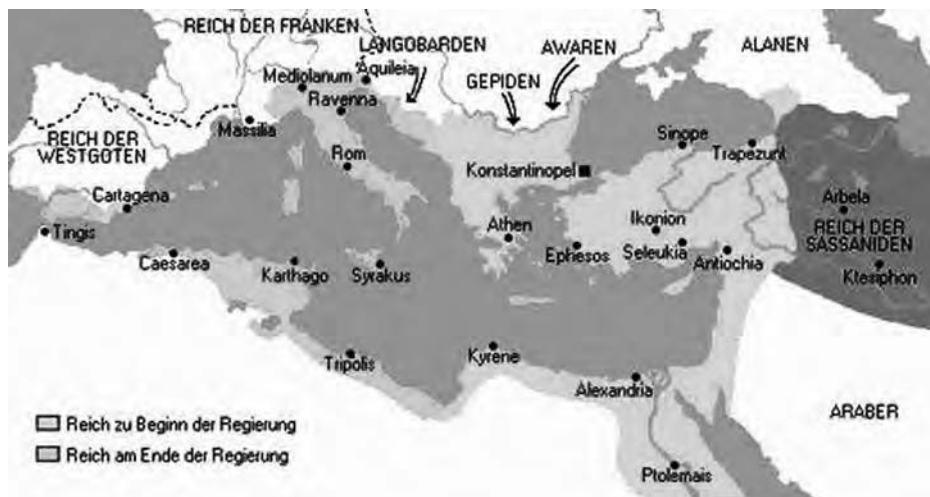 REICH DER FRANKEN
LANGOBARDEN
AWAREN
ALANEN
Mediolanum
Aquileia
GEPIDEN
Ravenna
Massilia
REICH DER
WESTGOTEN
Rom
Sinope
Trapezunt
Konstantinopel
Cartagena
Arbela
Tingis
Athen
Ikonion
REICH DER
SASSANIDEN
Caesarea
Karthago
Syrakus
Ephesos
Seleukia
Antiochia
Ktesiphon
Tripolis
Kyrene
Alexandria
ARABER
Reich zu Beginn der Regierung
Reich am Ende der Regierung
Ptolemais